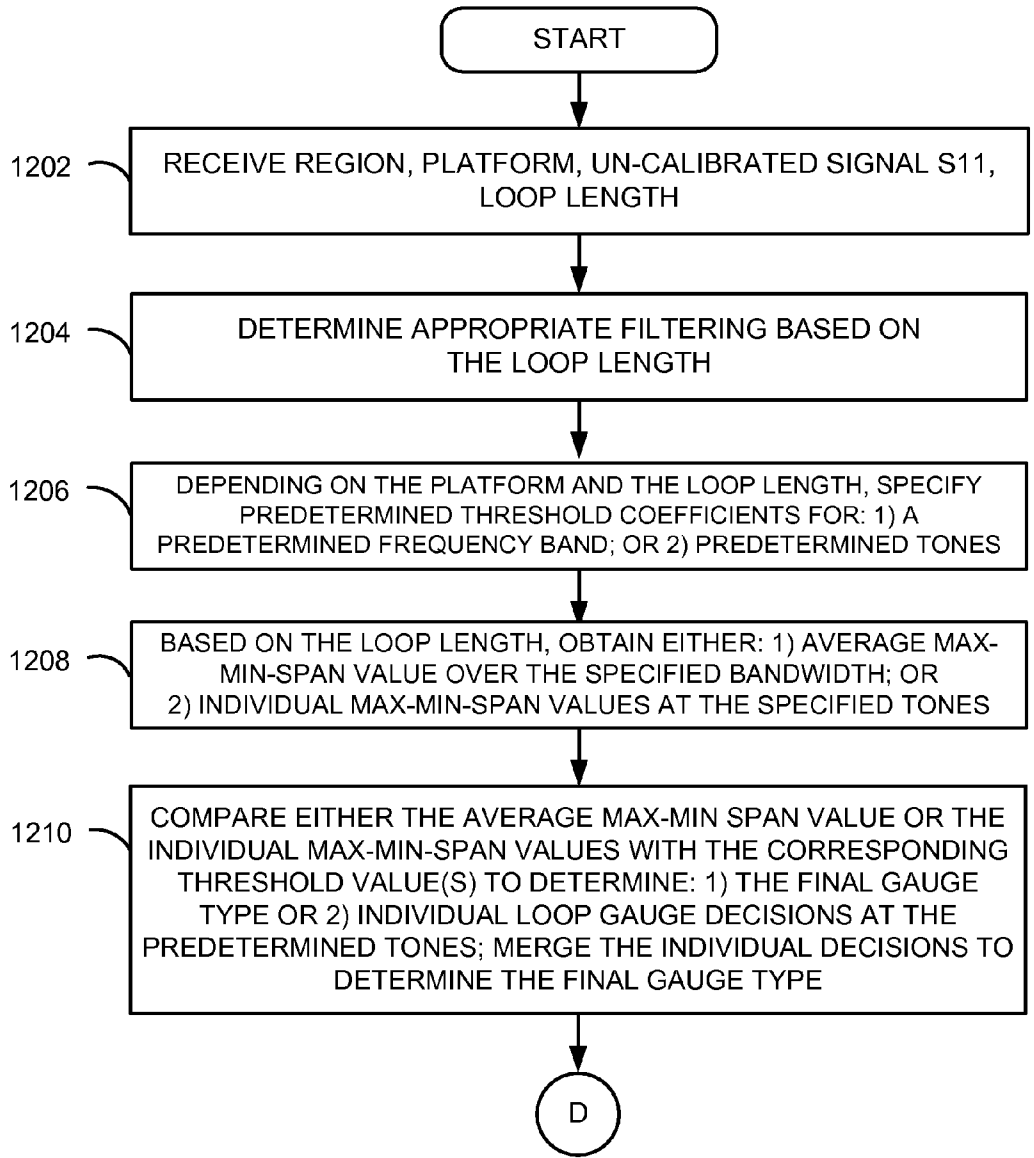 START
1202
RECEIVE REGION, PLATFORM, UN-CALIBRATED SIGNAL S11,
LOOP LENGTH
1204
DETERMINE APPROPRIATE FILTERING BASED ON
THE LOOP LENGTH
1206
DEPENDING ON THE PLATFORM AND THE LOOP LENGTH, SPECIFY
PREDETERMINED THRESHOLD COEFFICIENTS FOR: 1) A
PREDETERMINED FREQUENCY BAND; OR 2) PREDETERMINED TONES
1208
BASED ON THE LOOP LENGTH, OBTAIN EITHER: 1) AVERAGE MAX-
MIN-SPAN VALUE OVER THE SPECIFIED BANDWIDTH; OR
2) INDIVIDUAL MAX-MIN-SPAN VALUES AT THE SPECIFIED TONES
1210
COMPARE EITHER THE AVERAGE MAX-MIN SPAN VALUE OR THE
INDIVIDUAL MAX-MIN-SPAN VALUES WITH THE CORRESPONDING
THRESHOLD VALUE(S) TO DETERMINE: 1) THE FINAL GAUGE
TYPE OR 2) INDIVIDUAL LOOP GAUGE DECISIONS AT THE
PREDETERMINED TONES; MERGE THE INDIVIDUAL DECISIONS TO
DETERMINE THE FINAL GAUGE TYPE
D